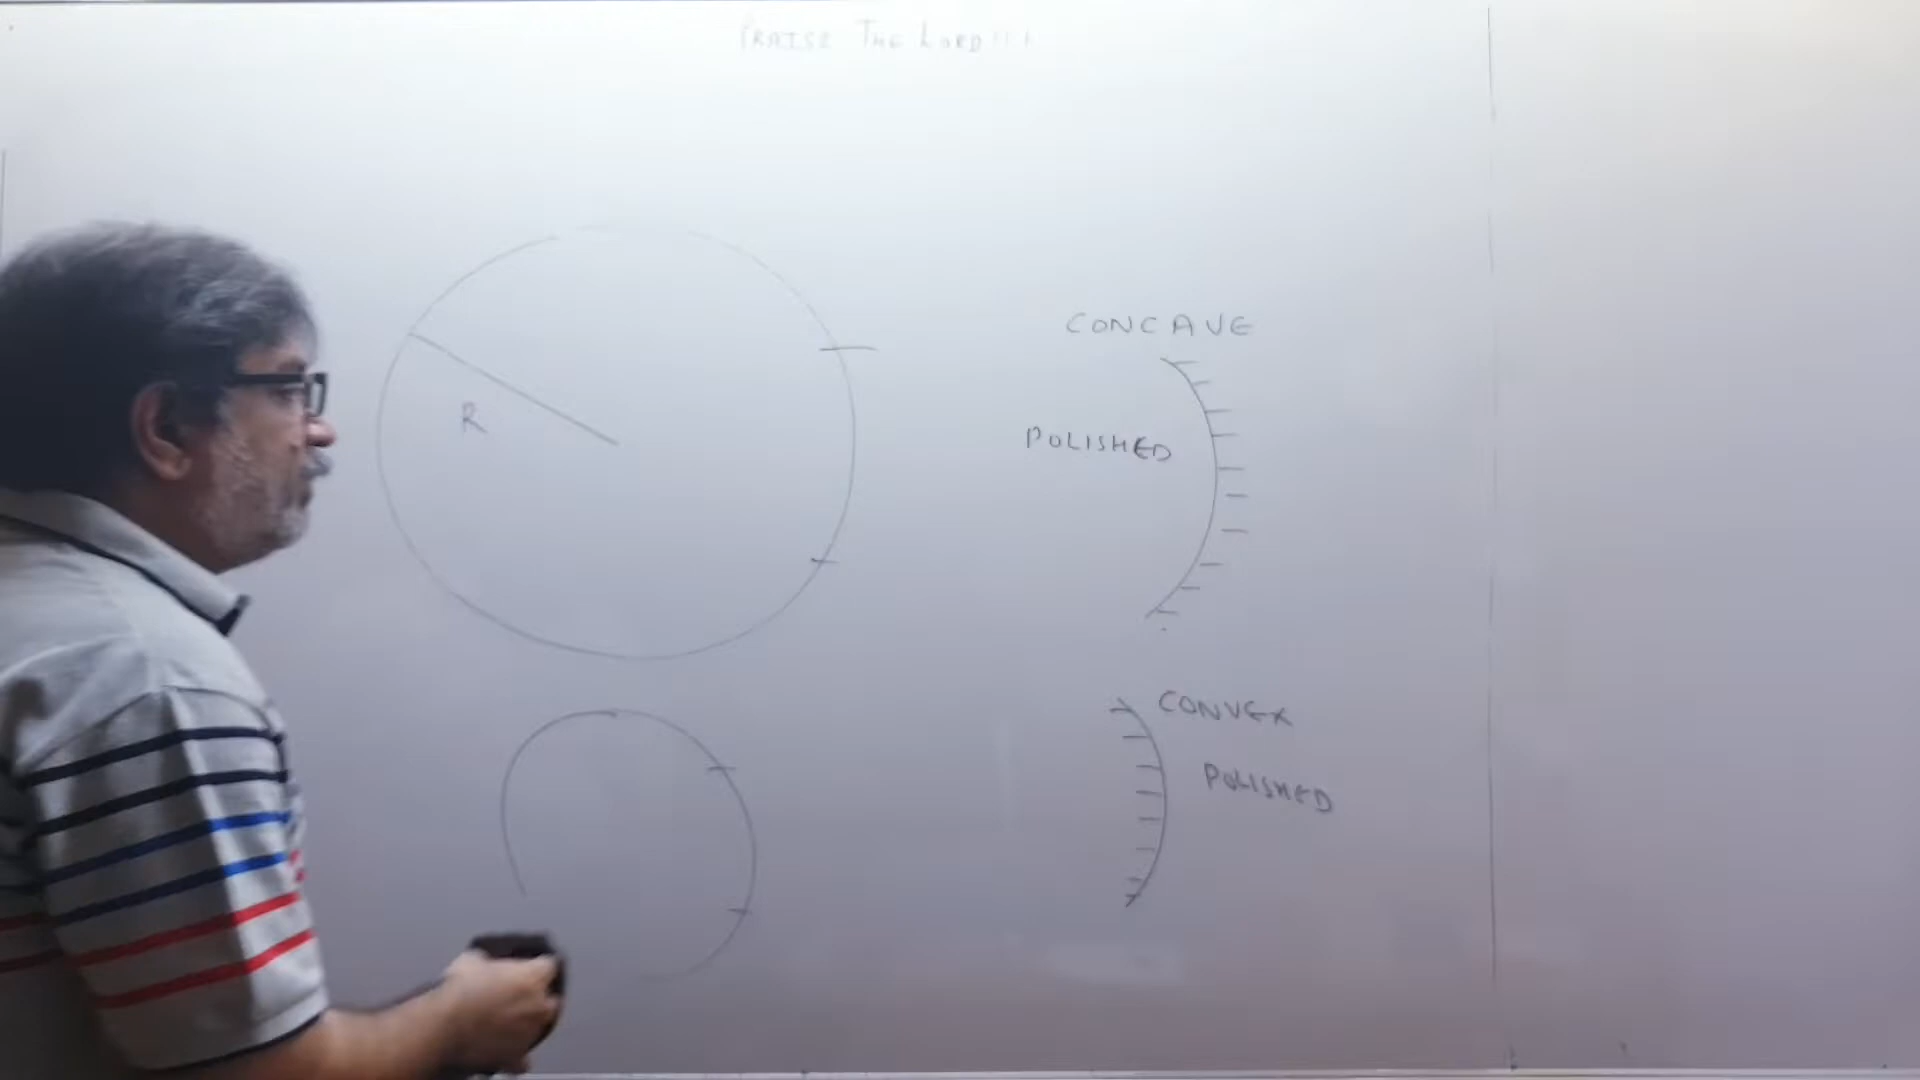 PRAISE THE LORD!!!
CONCAVE
R
POLISHED
CONVEX
POLISHED